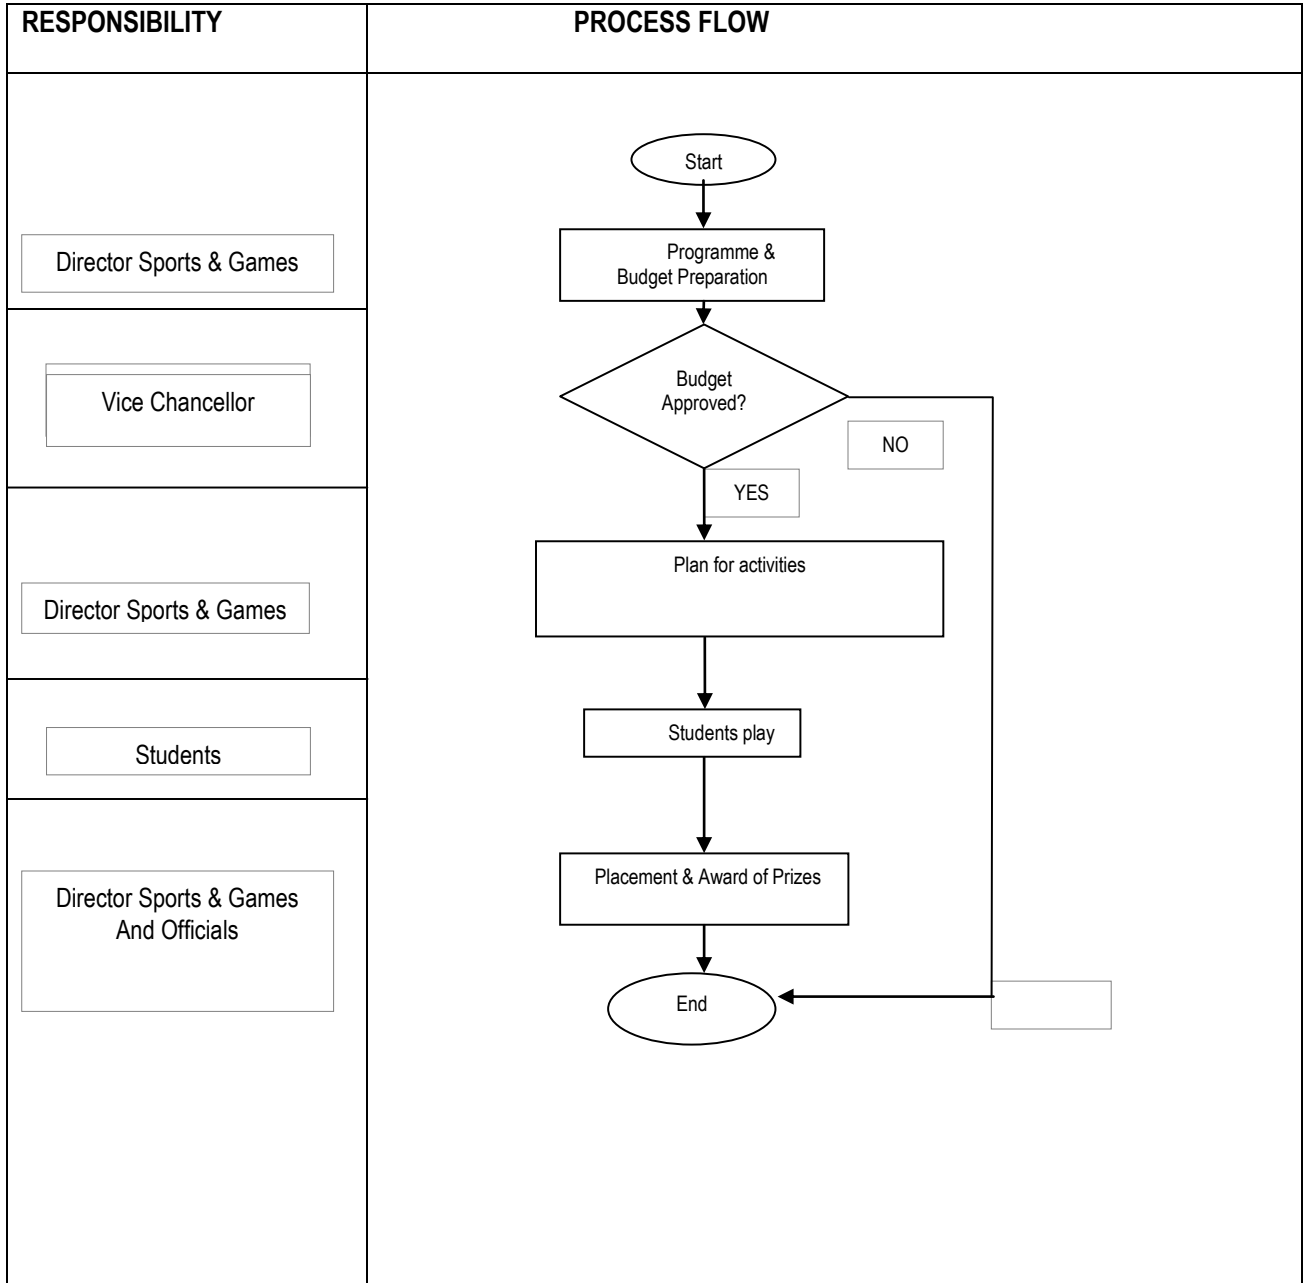 RESPONSIBILITY
PROCESS FLOW
Start
Director Sports & Games
Programme &
Budget Preparation
Vice Chancellor
Budget
Approved?
NO
YES
Director Sports & Games
Plan for activities
Students
Students play
Director Sports & Games
And Officials
Placement & Award of Prizes
End